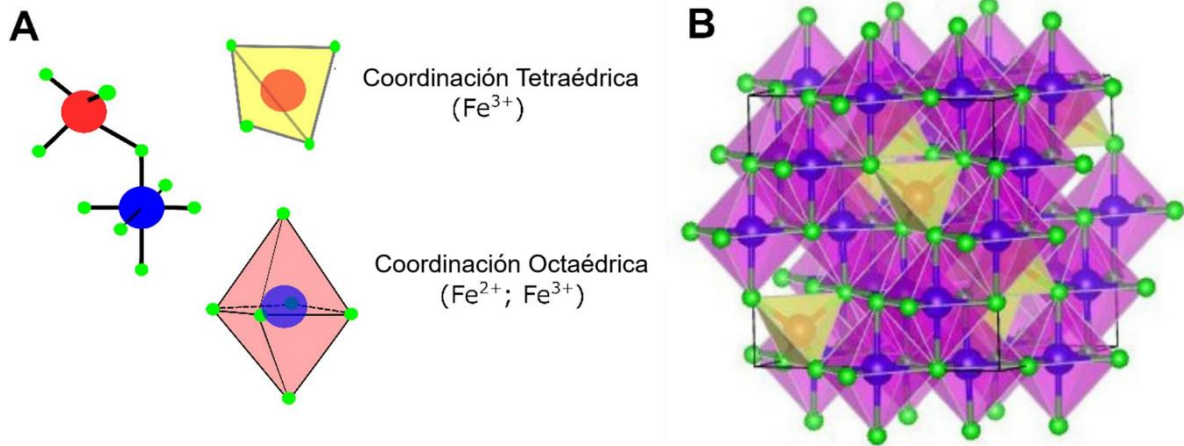 A
Coordinación Tetraédrica
(Fe³⁺)
Coordinación Octaédrica
(Fe²⁺; Fe³⁺)
B